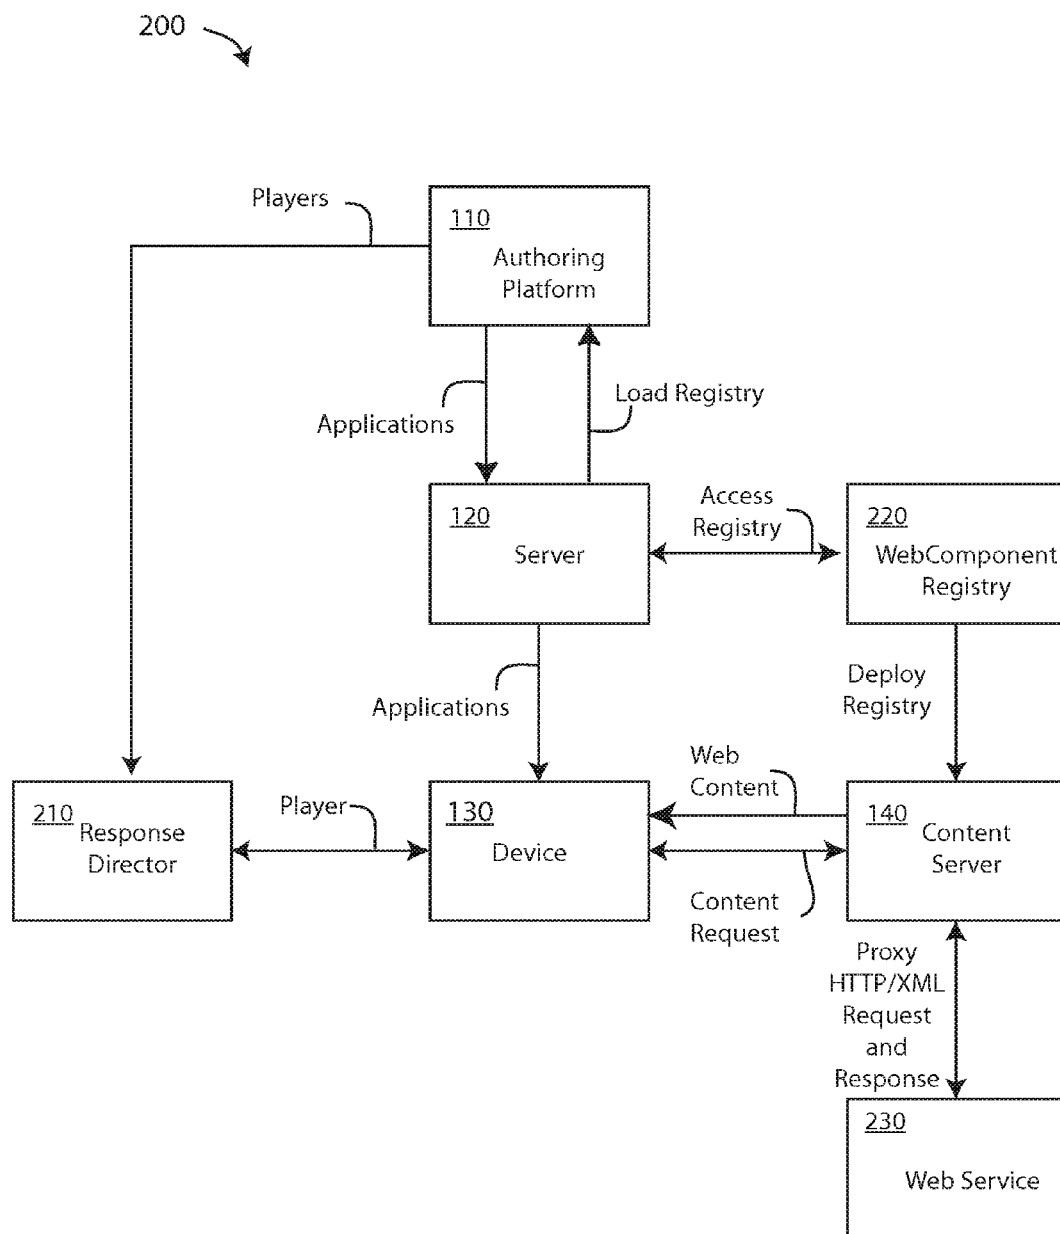 200
Players
110
Authoring
Platform
Applications
Load Registry
120
Server
Access
Registry
220
WebComponent
Registry
Applications
Deploy
Registry
Web
Content
210
Response
Director
Player
130
Device
140
Content
Server
Content
Request
Proxy
HTTP/XML
Request
and
Response
230
Web Service